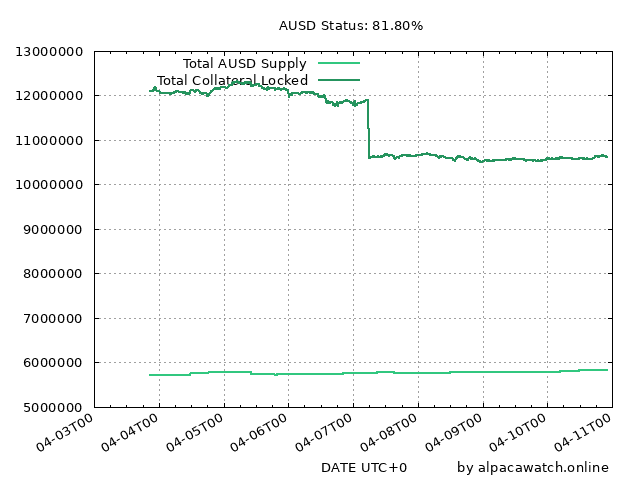 AUSD Status: 81.80%
13000000
Total AUSD Supply
Total Collateral Locked
12000000
11000000
10000000
9000000
8000000
7000000
6000000
5000000
04-03T00
04-04T00
04-05T00
04-06T00
04-07T00
04-08T00
04-09T00
04-10T00
04-11T00
DATE UTC+0
by alpacawatch.online